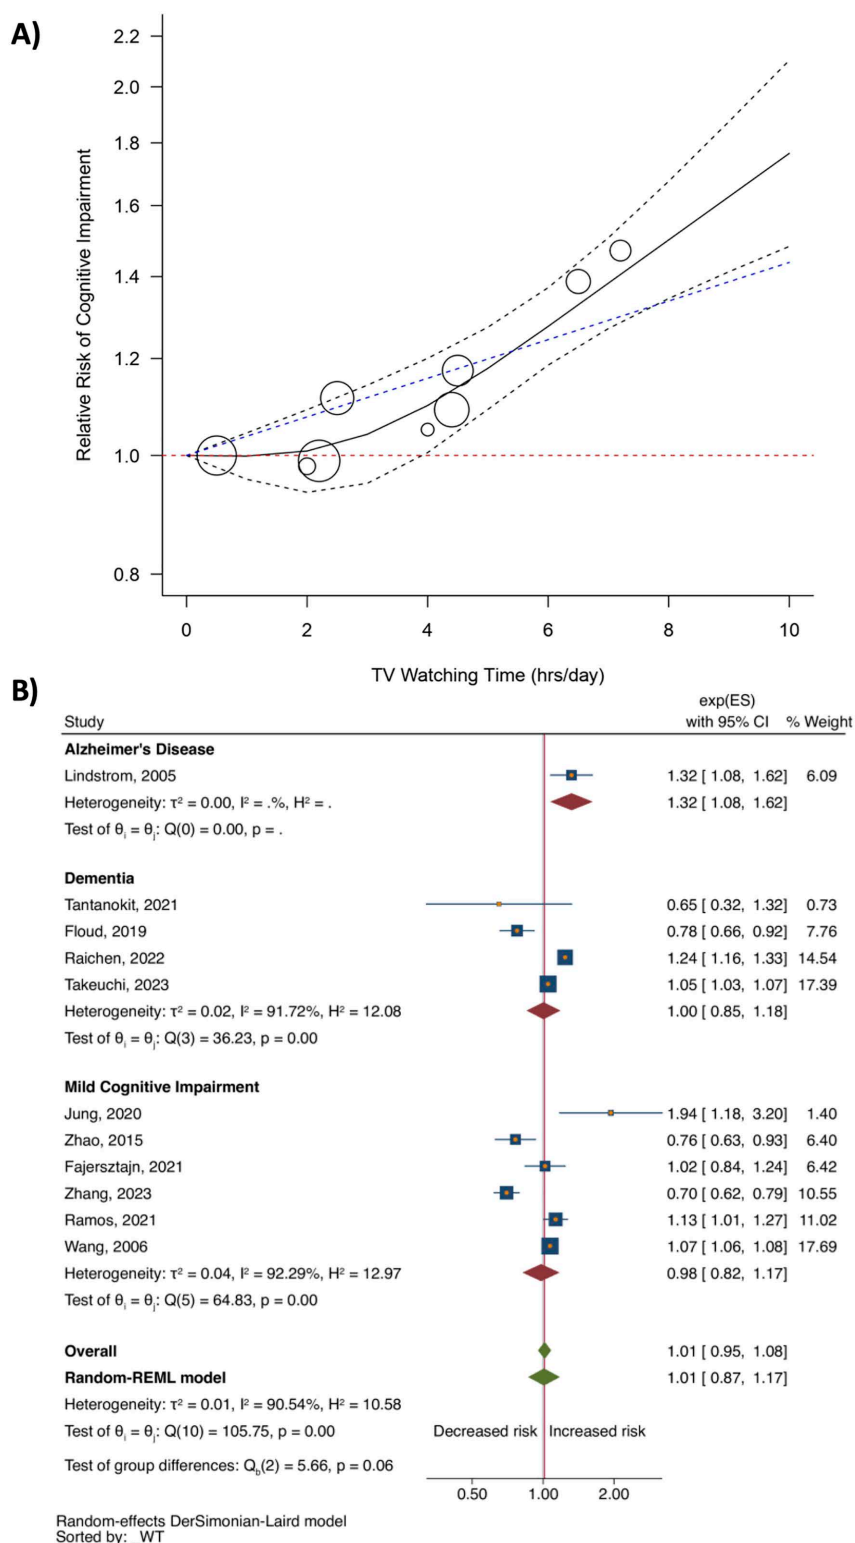 A)
2.2
2.0
1.8
1.6
1.4
1.2
1.0
0.8
Relative Risk of Cognitive Impairment
0 2 4 6 8 10
TV Watching Time (hrs/day)
B)
exp(ES)
Study with 95% CI % Weight
Alzheimer's Disease
Lindstrom, 2005 1.32 [ 1.08, 1.62] 6.09
Heterogeneity: τ² = 0.00, I² = .%, H² = . 1.32 [ 1.08, 1.62]
Test of θᵢ = θⱼ: Q(0) = 0.00, p = .
Dementia
Tantanokit, 2021 0.65 [ 0.32, 1.32] 0.73
Floud, 2019 0.78 [ 0.66, 0.92] 7.76
Raichen, 2022 1.24 [ 1.16, 1.33] 14.54
Takeuchi, 2023 1.05 [ 1.03, 1.07] 17.39
Heterogeneity: τ² = 0.02, I² = 91.72%, H² = 12.08 1.00 [ 0.85, 1.18]
Test of θᵢ = θⱼ: Q(3) = 36.23, p = 0.00
Mild Cognitive Impairment
Jung, 2020 1.94 [ 1.18, 3.20] 1.40
Zhao, 2015 0.76 [ 0.63, 0.93] 6.40
Fajersztajn, 2021 1.02 [ 0.84, 1.24] 6.42
Zhang, 2023 0.70 [ 0.62, 0.79] 10.55
Ramos, 2021 1.13 [ 1.01, 1.27] 11.02
Wang, 2006 1.07 [ 1.06, 1.08] 17.69
Heterogeneity: τ² = 0.04, I² = 92.29%, H² = 12.97 0.98 [ 0.82, 1.17]
Test of θᵢ = θⱼ: Q(5) = 64.83, p = 0.00
Overall 1.01 [ 0.95, 1.08]
Random-REML model 1.01 [ 0.87, 1.17]
Heterogeneity: τ² = 0.01, I² = 90.54%, H² = 10.58
Test of θᵢ = θⱼ: Q(10) = 105.75, p = 0.00 Decreased risk Increased risk
Test of group differences: Q_b(2) = 5.66, p = 0.06
0.50 1.00 2.00
Random-effects DerSimonian-Laird model
Sorted by: _WT